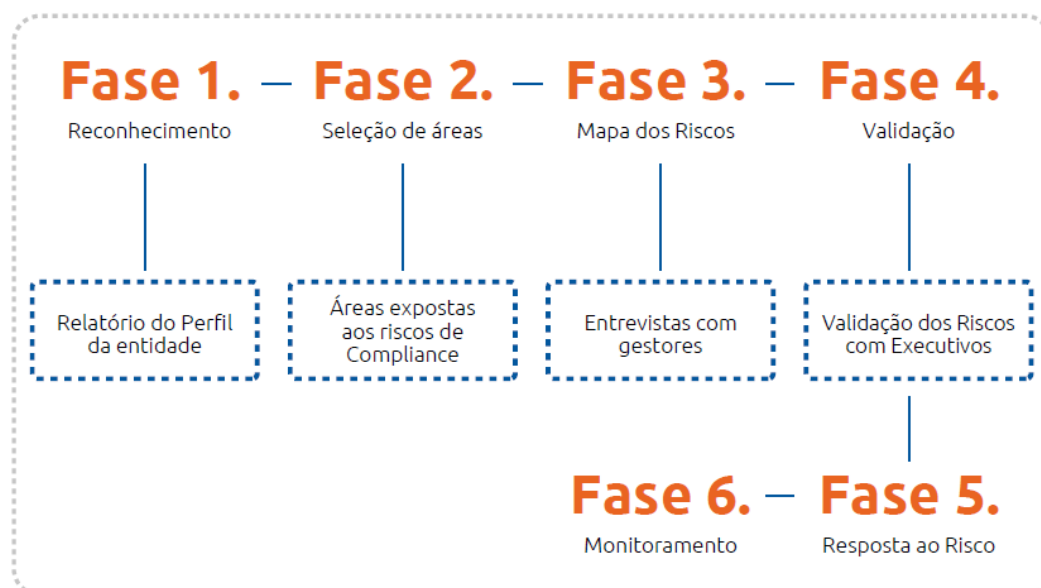 Fase 1. — Fase 2. — Fase 3. — Fase 4.
Reconhecimento
Seleção de áreas
Mapa dos Riscos
Validação
Relatório do Perfil
da entidade
Áreas expostas
aos riscos de
Compliance
Entrevistas com
gestores
Validação dos Riscos
com Executivos
Fase 6. — Fase 5.
Monitoramento
Resposta ao Risco